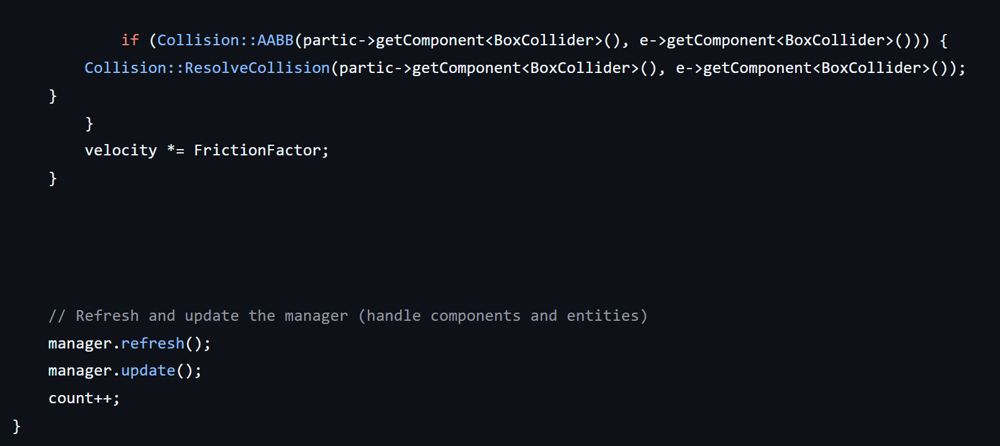 if (Collision::AABB(partic->getComponent<BoxCollider>(), e->getComponent<BoxCollider>())) {
Collision::ResolveCollision(partic->getComponent<BoxCollider>(), e->getComponent<BoxCollider>());
}
}
velocity *= FrictionFactor;
}
// Refresh and update the manager (handle components and entities)
manager.refresh();
manager.update();
count++;
}